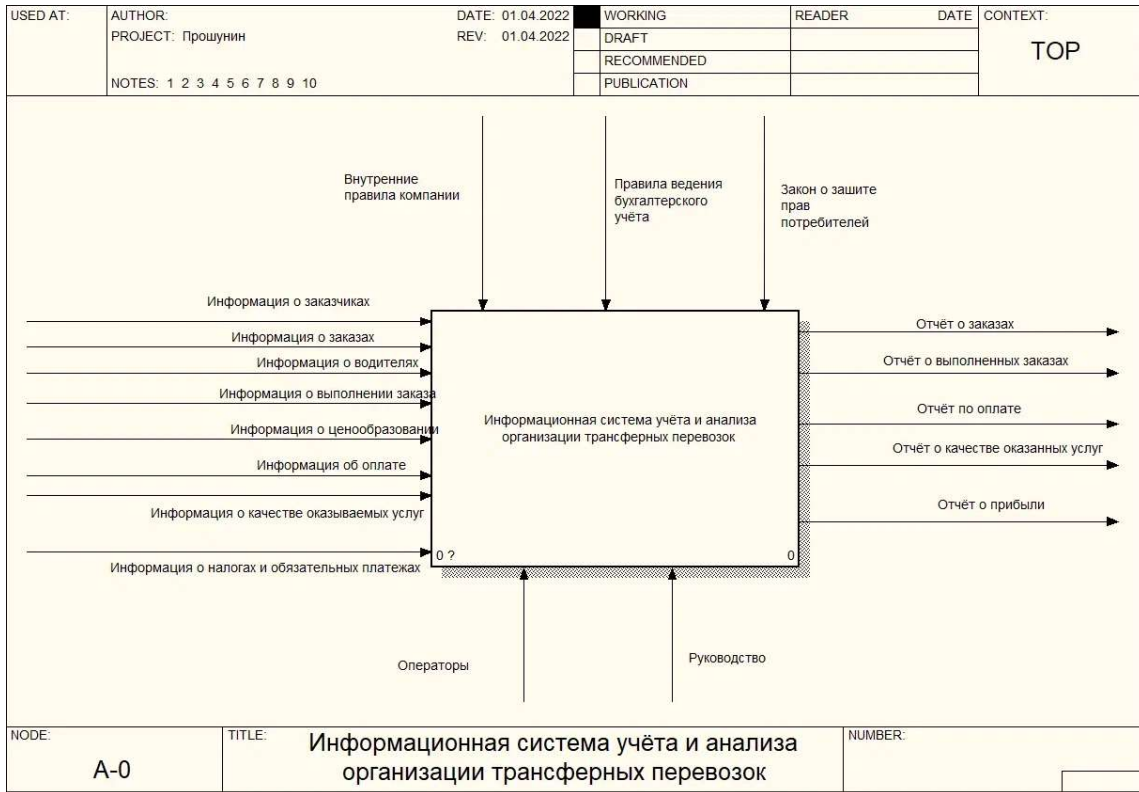 USED AT:
AUTHOR:
DATE: 01.04.2022
WORKING
READER
DATE
CONTEXT:
PROJECT: Прошунин
REV: 01.04.2022
DRAFT
TOP
RECOMMENDED
NOTES: 1 2 3 4 5 6 7 8 9 10
PUBLICATION
Внутренние
правила компании
Правила ведения
бухгалтерского
учёта
Закон о зашите
прав
потребителей
Информация о заказчиках
Информация о заказах
Информация о водителях
Информация о выполнении заказа
Информация о ценообразовании
Информация об оплате
Информация о качестве оказываемых услуг
Информация о налогах и обязательных платежах
Информационная система учёта и анализа
организации трансферных перевозок
0 ?
0
Отчёт о заказах
Отчёт о выполненных заказах
Отчёт по оплате
Отчёт о качестве оказанных услуг
Отчёт о прибыли
Операторы
Руководство
NODE:
A-0
TITLE:
Информационная система учёта и анализа
организации трансферных перевозок
NUMBER: